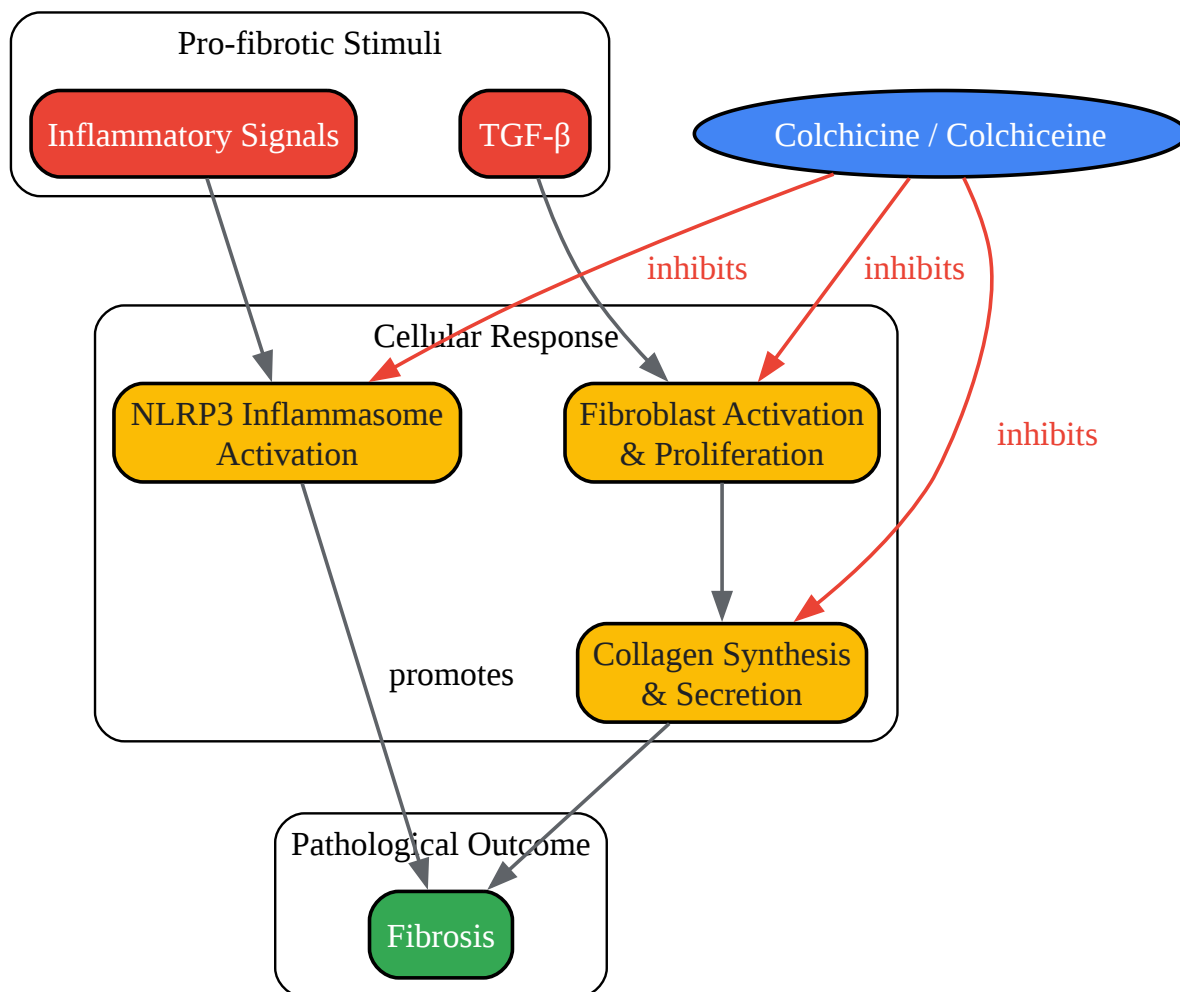 Pro-fibrotic Stimuli
Inflammatory Signals
TGF-β
Colchicine / Colchiceine
inhibits
inhibits
Cellular Response
NLRP3 Inflammasome
Activation
Fibroblast Activation
& Proliferation
inhibits
Collagen Synthesis
& Secretion
promotes
Pathological Outcome
Fibrosis